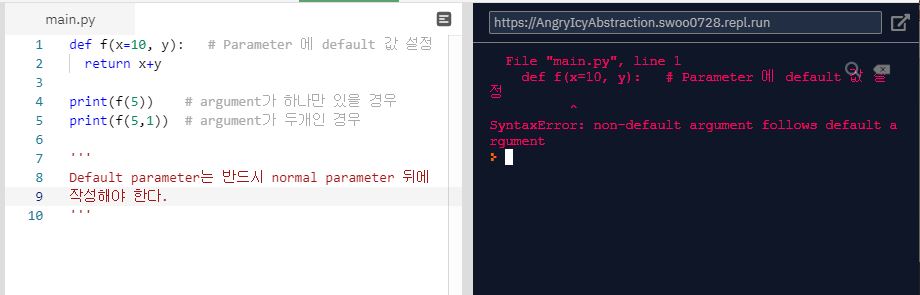 main.py
1 def f(x=10, y):   # Parameter 에 default 값 설정
2   return x+y
3
4 print(f(5))    # argument가 하나만 있을 경우
5 print(f(5,1))  # argument가 두개인 경우
6
7 '''
8 Default parameter는 반드시 normal parameter 뒤에
9 작성해야 한다.
10 '''
https://AngryIcyAbstraction.swoo0728.repl.run
File "main.py", line 1
def f(x=10, y):   # Parameter 에 default 값 설
정
^
SyntaxError: non-default argument follows default a
rgument
>